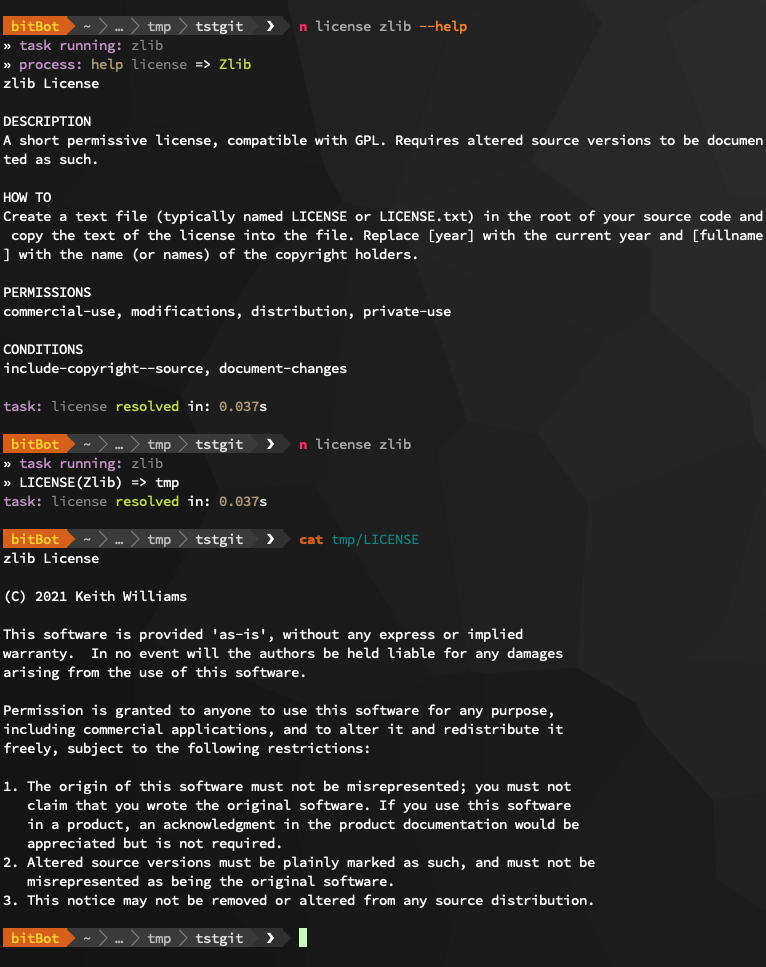 bitBot ~ … tmp tstgit ❯ n license zlib --help
» task running: zlib
» process: help license => Zlib
zlib License
DESCRIPTION
A short permissive license, compatible with GPL. Requires altered source versions to be documen
ted as such.
HOW TO
Create a text file (typically named LICENSE or LICENSE.txt) in the root of your source code and
 copy the text of the license into the file. Replace [year] with the current year and [fullname
] with the name (or names) of the copyright holders.
PERMISSIONS
commercial-use, modifications, distribution, private-use
CONDITIONS
include-copyright--source, document-changes
task: license resolved in: 0.037s
bitBot ~ … tmp tstgit ❯ n license zlib
» task running: zlib
» LICENSE(Zlib) => tmp
task: license resolved in: 0.037s
bitBot ~ … tmp tstgit ❯ cat tmp/LICENSE
zlib License
(C) 2021 Keith Williams
This software is provided 'as-is', without any express or implied
warranty.  In no event will the authors be held liable for any damages
arising from the use of this software.
Permission is granted to anyone to use this software for any purpose,
including commercial applications, and to alter it and redistribute it
freely, subject to the following restrictions:
1. The origin of this software must not be misrepresented; you must not
   claim that you wrote the original software. If you use this software
   in a product, an acknowledgment in the product documentation would be
   appreciated but is not required.
2. Altered source versions must be plainly marked as such, and must not be
   misrepresented as being the original software.
3. This notice may not be removed or altered from any source distribution.
bitBot ~ … tmp tstgit ❯